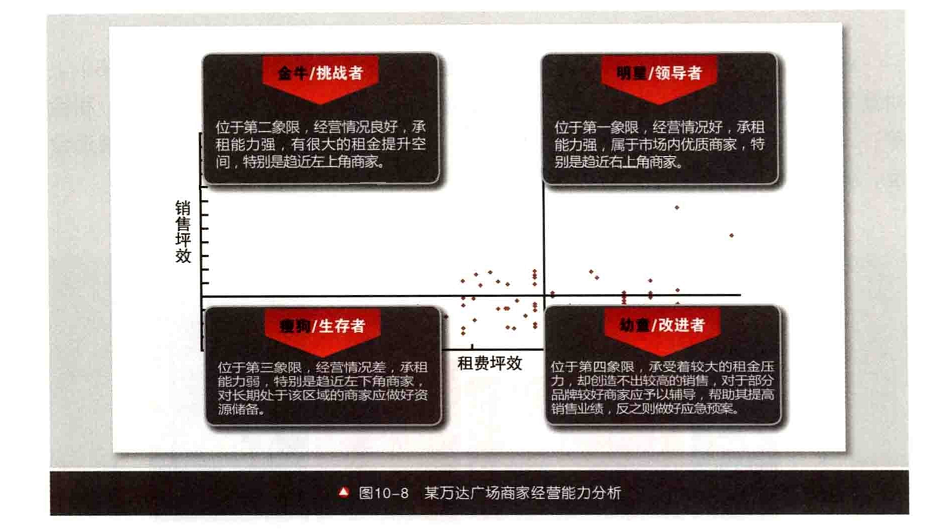 金牛/挑战者
位于第二象限，经营情况良好，承
租能力强，有很大的租金提升空
间，特别是趋近左上角商家。
明星/领导者
位于第一象限，经营情况好，承租
能力强，属于市场内优质商家，特
别是趋近右上角商家。
销售坪效
瘦狗/生存者
位于第三象限，经营情况差，承租
能力弱，特别是趋近左下角商家，
对长期处于该区域的商家应做好资
源储备。
租费坪效
幼童/改进者
位于第四象限，承受着较大的租金压
力，却创造不出较高的销售，对于部分
品牌较好商家应予以辅导，帮助其提高
销售业绩，反之则做好应急预案。
图10-8 某万达广场商家经营能力分析